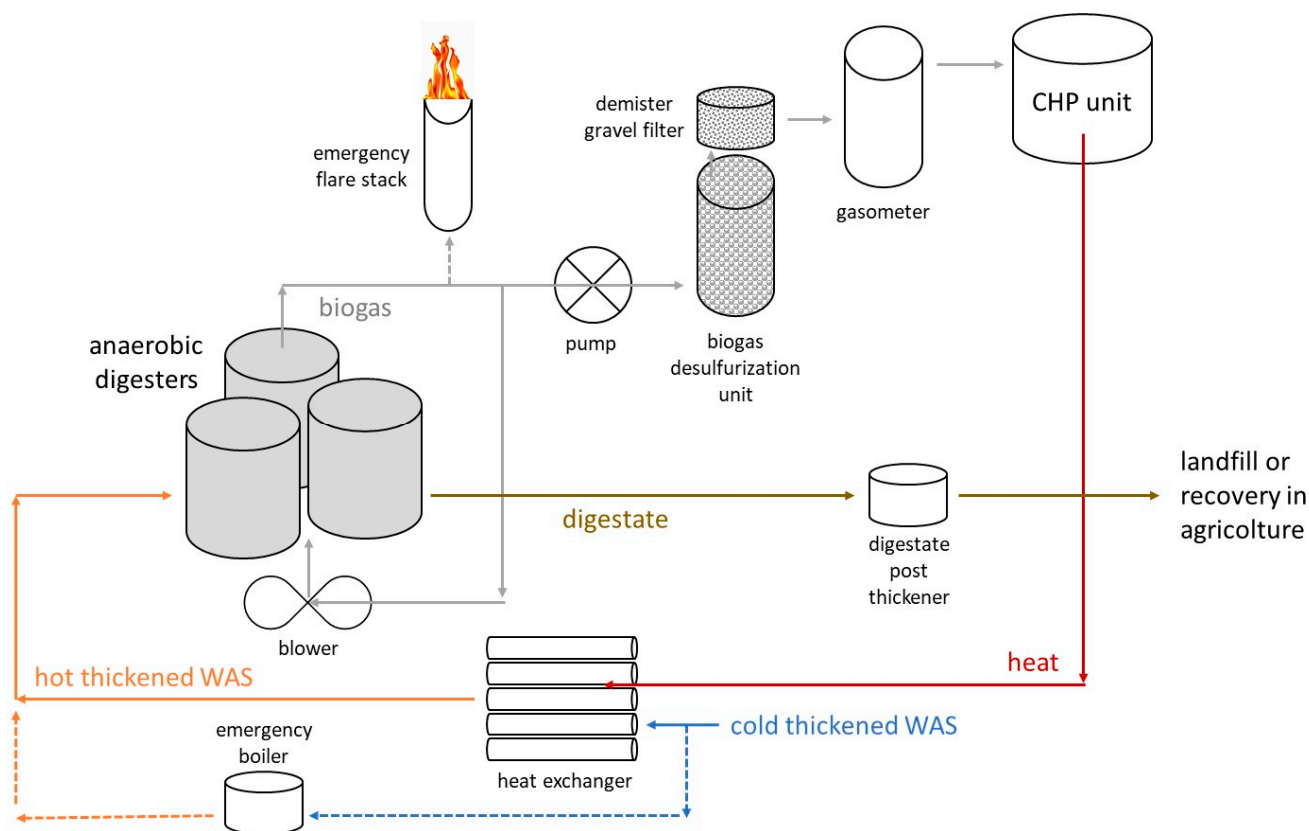 demister
gravel filter
CHP unit
emergency
flare stack
gasometer
biogas
pump
biogas
desulfurization
unit
anaerobic
digesters
landfill or
recovery in
agricolture
digestate
digestate
post
thickener
blower
heat
hot thickened WAS
cold thickened WAS
emergency
boiler
heat exchanger